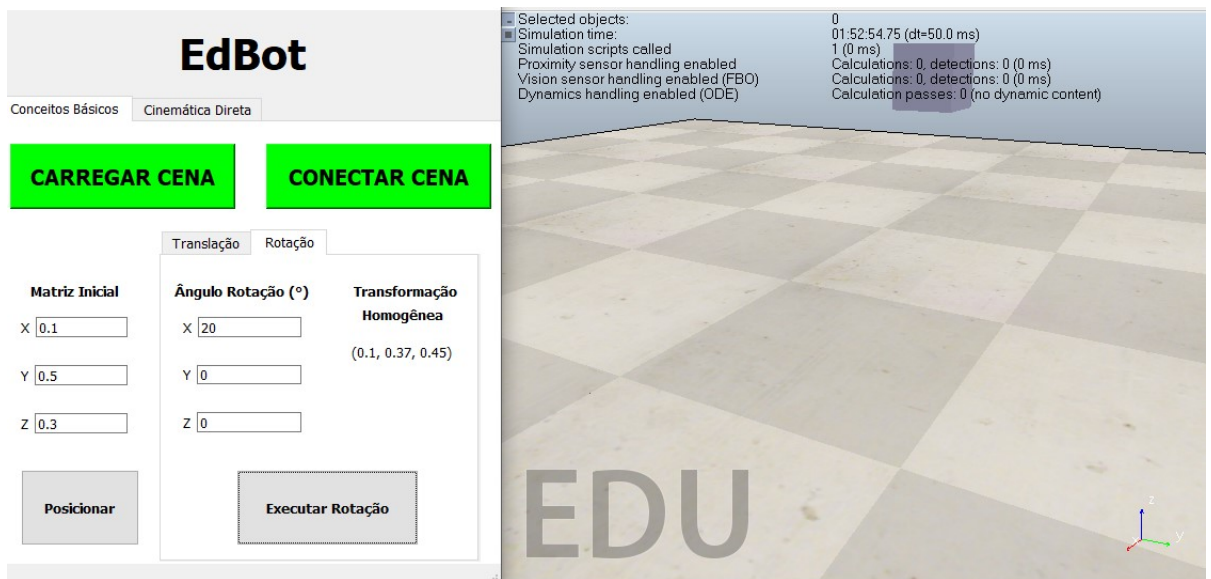 EdBot
Conceitos Básicos Cinemática Direta
CARREGAR CENA CONECTAR CENA
Translação Rotação
Matriz Inicial Ângulo Rotação (°) Transformação
Homogênea
X 0.1 X 20
(0.1, 0.37, 0.45)
Y 0.5 Y 0
Z 0.3 Z 0
Posicionar Executar Rotação
Selected objects: 0
Simulation time: 01:52:54.75 (dt=50.0 ms)
Simulation scripts called 1 (0 ms)
Proximity sensor handling enabled Calculations: 0, detections: 0 (0 ms)
Vision sensor handling enabled (FBO) Calculations: 0, detections: 0 (0 ms)
Dynamics handling enabled (ODE) Calculation passes: 0 (no dynamic content)
EDU
z
x y